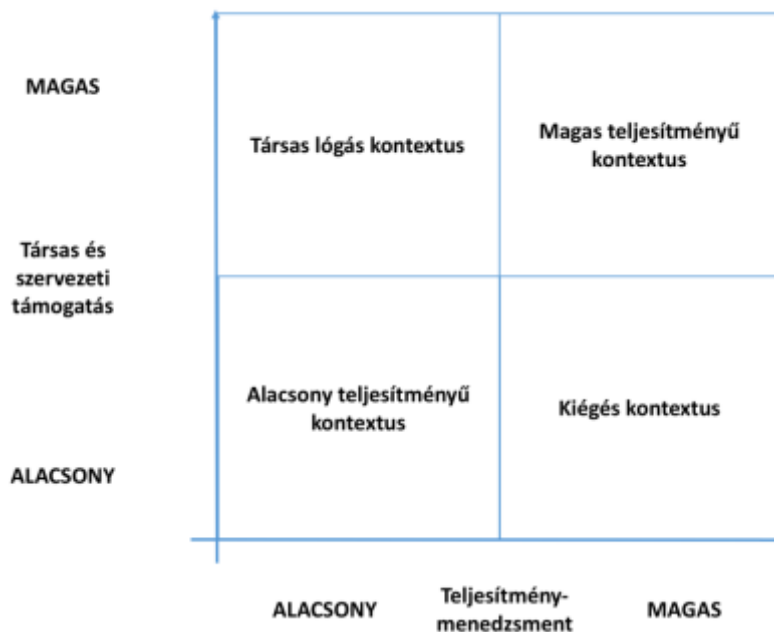 MAGAS
Társas lógás kontextus
Magas teljesítményű
kontextus
Társas és
szervezeti
támogatás
Alacsony teljesítményű
kontextus
Kiégés kontextus
ALACSONY
ALACSONY
Teljesítmény-
menedzsment
MAGAS